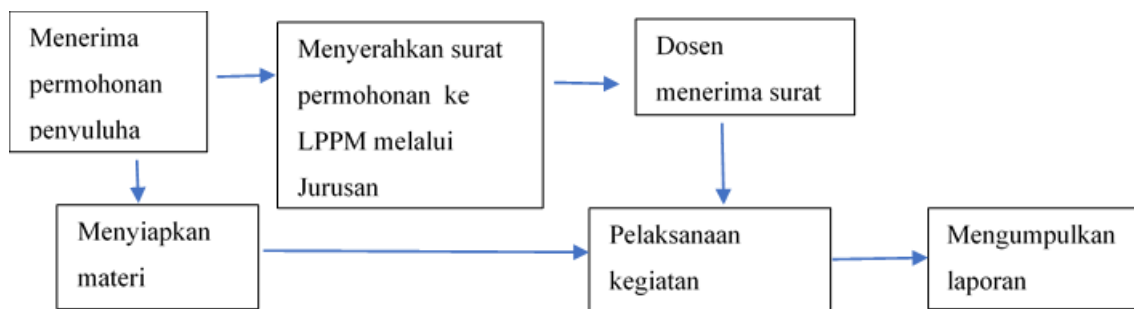 Menerima
permohonan
penyuluha
Menyerahkan surat
permohonan ke
LPPM melalui
Jurusan
Dosen
menerima surat
Menyiapkan
materi
Pelaksanaan
kegiatan
Mengumpulkan
laporan